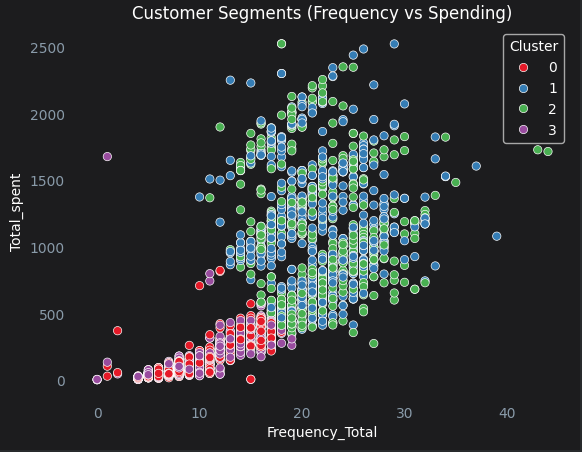 Customer Segments (Frequency vs Spending)
Cluster
0
1
2
3
2500
2000
1500
1000
500
0
Total_spent
0 10 20 30 40
Frequency_Total